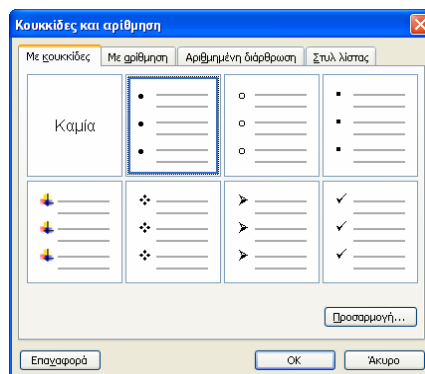 Κουκκίδες και αρίθμηση
Με κουκκίδες Με αρίθμηση Αριθμημένη διάρθρωση Στυλ λίστας
Καμία
Προσαρμογή...
Επαναφορά OK Άκυρο